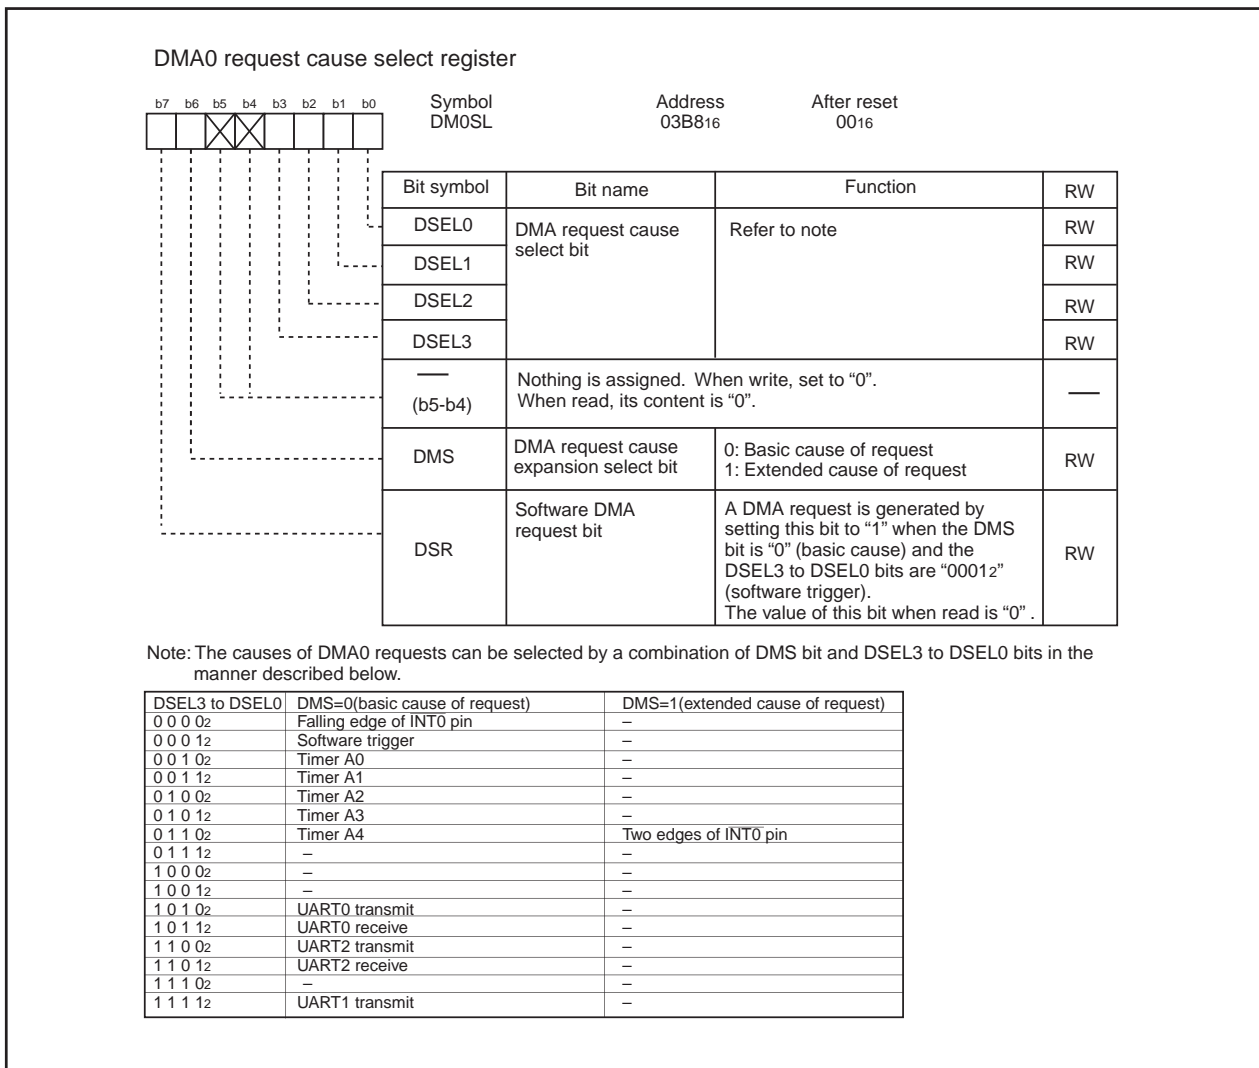 DMA0 request cause select register
b7 b6 b5 b4 b3 b2 b1 b0
Symbol Address After reset
DM0SL 03B816 0016
Bit symbol Bit name Function RW
DSEL0 DMA request cause select bit Refer to note RW
DSEL1 RW
DSEL2 RW
DSEL3 RW
— (b5-b4) Nothing is assigned. When write, set to “0”. —
When read, its content is “0”.
DMS DMA request cause expansion select bit 0: Basic cause of request RW
1: Extended cause of request
DSR Software DMA request bit A DMA request is generated by RW
setting this bit to “1” when the DMS
bit is “0” (basic cause) and the
DSEL3 to DSEL0 bits are “00012”
(software trigger).
The value of this bit when read is “0” .
Note: The causes of DMA0 requests can be selected by a combination of DMS bit and DSEL3 to DSEL0 bits in the
manner described below.
DSEL3 to DSEL0 DMS=0(basic cause of request) DMS=1(extended cause of request)
0 0 0 02 Falling edge of INT0 pin –
0 0 0 12 Software trigger –
0 0 1 02 Timer A0 –
0 0 1 12 Timer A1 –
0 1 0 02 Timer A2 –
0 1 0 12 Timer A3 –
0 1 1 02 Timer A4 Two edges of INT0 pin
0 1 1 12 – –
1 0 0 02 – –
1 0 0 12 – –
1 0 1 02 UART0 transmit –
1 0 1 12 UART0 receive –
1 1 0 02 UART2 transmit –
1 1 0 12 UART2 receive –
1 1 1 02 – –
1 1 1 12 UART1 transmit –